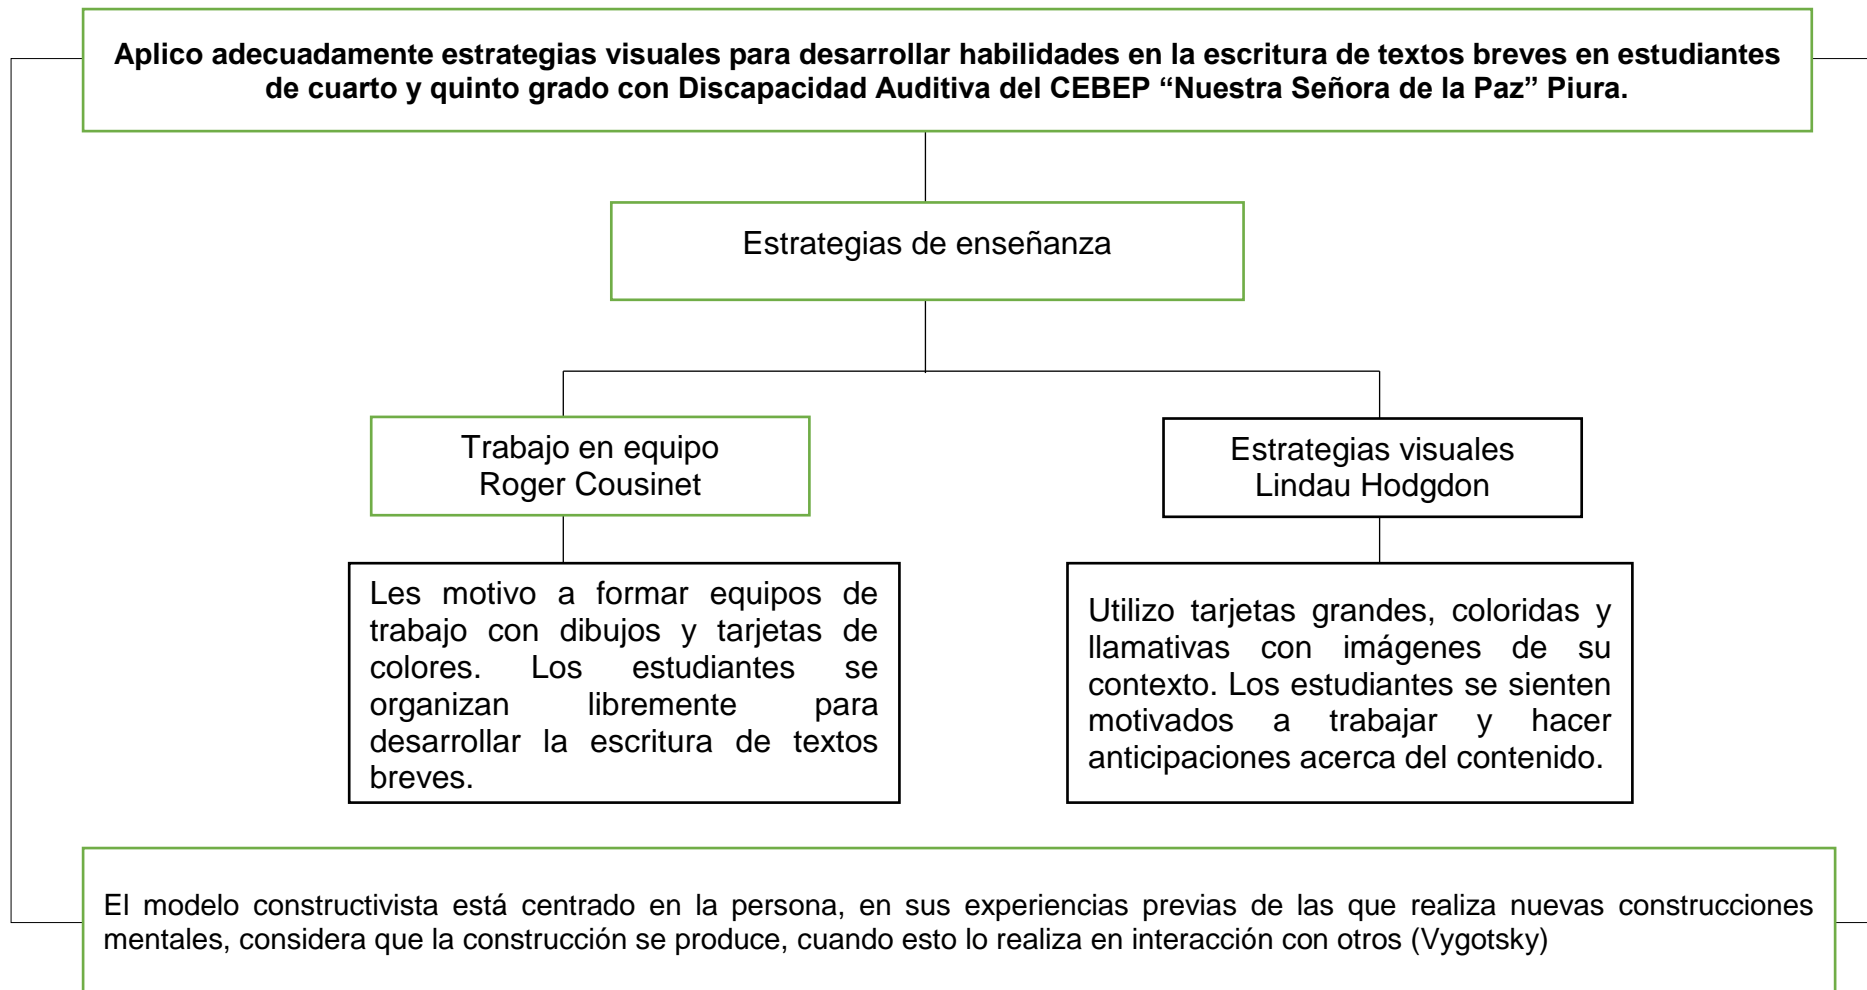 Aplico adecuadamente estrategias visuales para desarrollar habilidades en la escritura de textos breves en estudiantes
de cuarto y quinto grado con Discapacidad Auditiva del CEBEP “Nuestra Señora de la Paz” Piura.
Estrategias de enseñanza
Trabajo en equipo
Roger Cousinet
Estrategias visuales
Lindau Hodgdon
Les motivo a formar equipos de
trabajo con dibujos y tarjetas de
colores. Los estudiantes se
organizan libremente para
desarrollar la escritura de textos
breves.
Utilizo tarjetas grandes, coloridas y
llamativas con imágenes de su
contexto. Los estudiantes se sienten
motivados a trabajar y hacer
anticipaciones acerca del contenido.
El modelo constructivista está centrado en la persona, en sus experiencias previas de las que realiza nuevas construcciones
mentales, considera que la construcción se produce, cuando esto lo realiza en interacción con otros (Vygotsky)